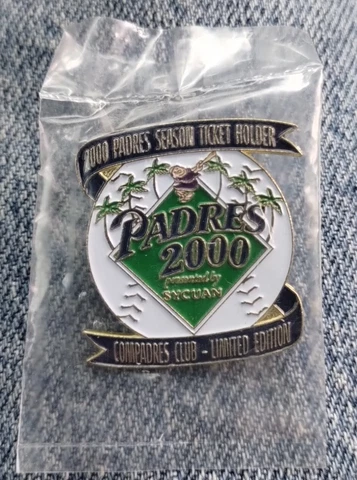 2000 PADRES SEASON TICKET HOLDER
PADRES
2000
presented by
SYCUAN
COMPADRES CLUB - LIMITED EDITION